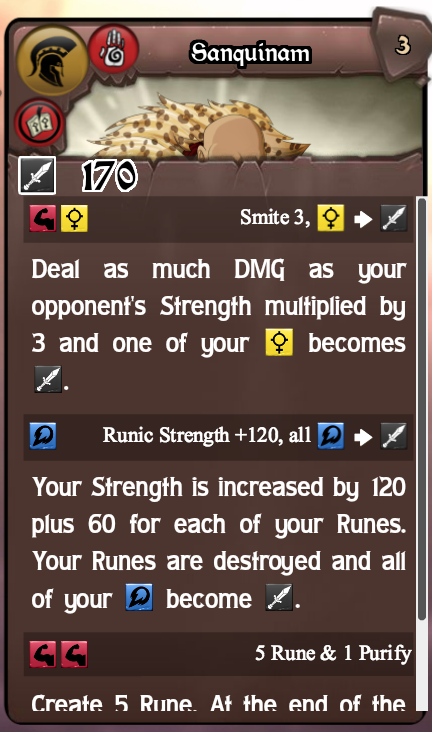 Sanquinam
3
170
Smite 3,
Deal as much DMG as your
opponent's Strength multiplied by
3 and one of your becomes
.
Runic Strength +120, all
Your Strength is increased by 120
plus 60 for each of your Runes.
Your Runes are destroyed and all
of your become .
5 Rune & 1 Purify
Create 5 Rune. At the end of the